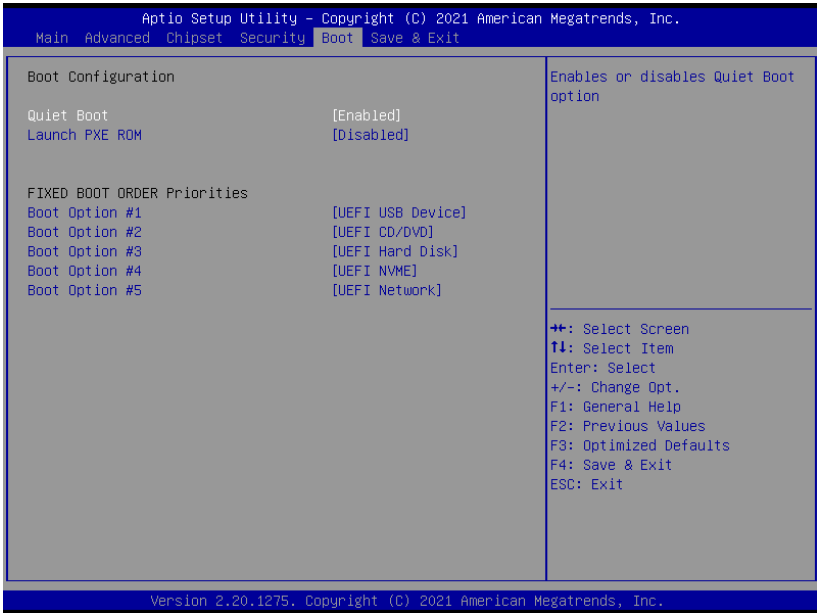 Aptio Setup Utility – Copyright (C) 2021 American Megatrends, Inc.
Main Advanced Chipset Security Boot Save & Exit
Boot Configuration
Quiet Boot [Enabled]
Launch PXE ROM [Disabled]
FIXED BOOT ORDER Priorities
Boot Option #1 [UEFI USB Device]
Boot Option #2 [UEFI CD/DVD]
Boot Option #3 [UEFI Hard Disk]
Boot Option #4 [UEFI NVME]
Boot Option #5 [UEFI Network]
Enables or disables Quiet Boot
option
→←: Select Screen
↑↓: Select Item
Enter: Select
+/-: Change Opt.
F1: General Help
F2: Previous Values
F3: Optimized Defaults
F4: Save & Exit
ESC: Exit
Version 2.20.1275. Copyright (C) 2021 American Megatrends, Inc.